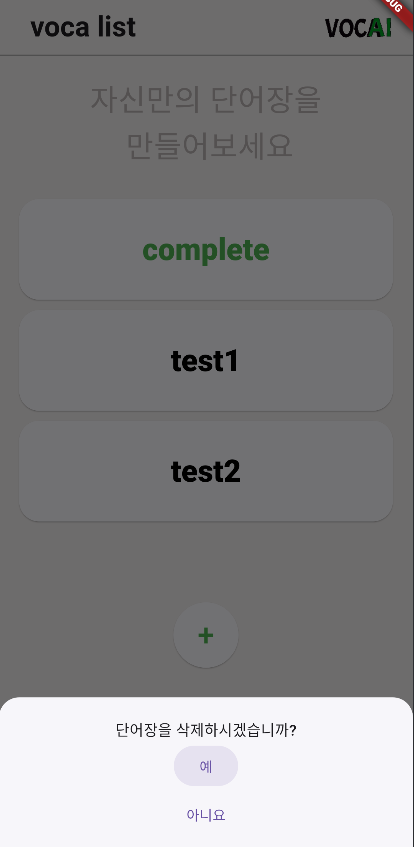 voca list
VOCAI
UG
자신만의 단어장을
만들어보세요
complete
test1
test2
+
단어장을 삭제하시겠습니까?
예
아니요